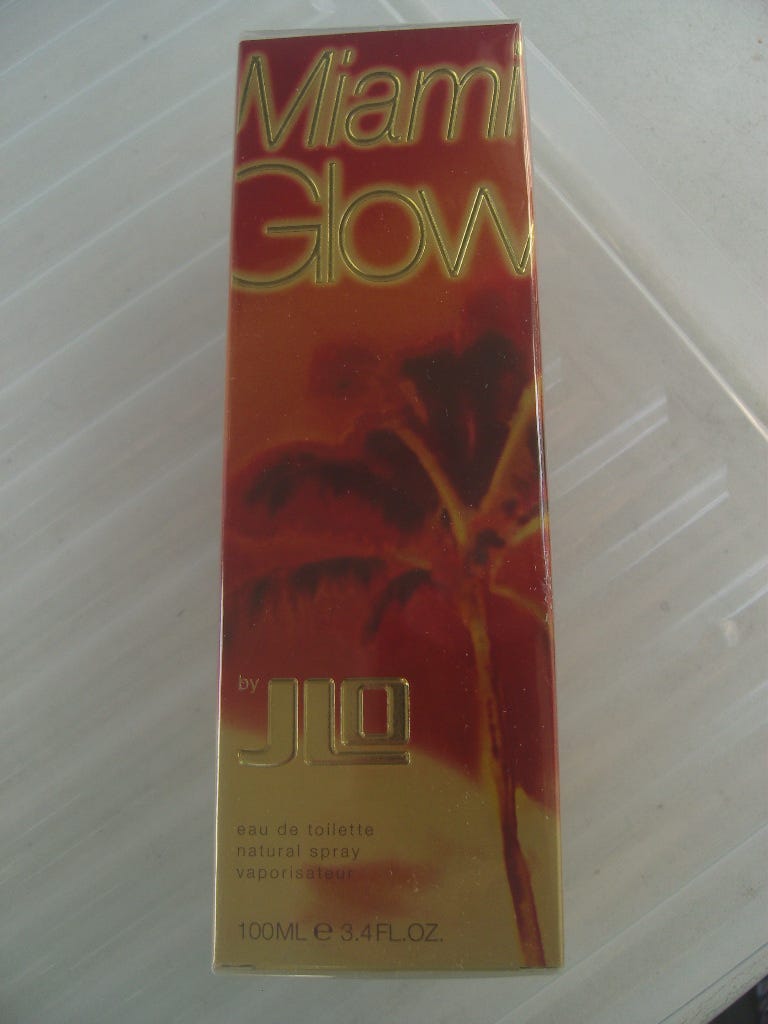 Miami
Glow
by JLO
eau de toilette
natural spray
vaporisateur
100ML ℮ 3.4FL.OZ.